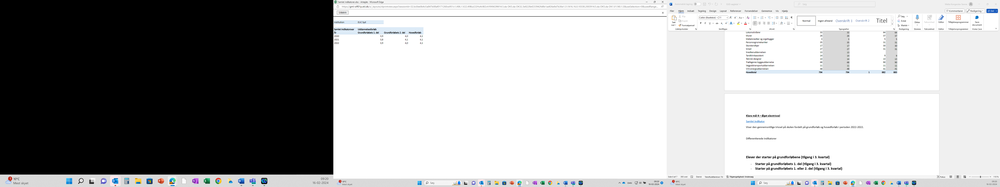 10°C
Mest skyet
09:20
16-02-2024
Samlet indikatorer.xlsx - Arbejde - Microsoft Edge
Udskriv
Institution EUC Syd
Samlet Indikatorsvar Uddannelsesforløb
År Grundforløbets 1. del Grundforløbets 2. del Hovedforløb
2020 3,9 4,0 4,1
2021 3,8 4,1 4,1
2022 3,9 4,0 4,1
10°C
Mest skyet
Søg
DAN
09:20
16-02-2024
Automatisk lagring
Søg
Filer Hjem Indsæt Tegning Design Layout Referencer Forsendelser Gennemse Vis Hjælp
Kommentarer Redigering Del
Sæt ind
Klip
Kopiér
Formatpensel
Calibri (Brødtekst) 11
Normal Ingen afstand Overskrift 1 Overskrift 2 Titel
Søg
Erstat
Markér
Dikter
Følsomhed
Editor
Tilføjelsesprogrammer
Save document
Udklipsholder Skrifttype Afsnit Typografier Redigering Stemme Følsomhed Editor Tilføjelsesprogrammer Visma Case
Lokomotivfører 33 33 64 64
Murer 26 26 37 37
Møbelsnedker og orgelbygger 3 3 5 5
Personvognsmekaniker 35 35 31 31
Skorstensfejer 17 17 30 30
Smed 27 27 31 31
Snedkeruddannelsen 13 13
Tandklinikassistent 14 14 9 9
Teknisk designer 14 14 13 13
Træfagenes byggeuddannelse 68 68 90 90
Vejgodstransportuddannelsen 11 11 11 11
VVS-energiuddannelsen 48 48 41 41
Hovedtotal 794 794 1 882 883
Klare mål 4 – Øget elevtrivsel
Samlet indikator
Viser den gennemsnitlige trivsel på skolen fordelt på grundforløb og hovedforløb i perioden 2022-2022.
Differentierede indikatorer
Elever der starter på grundforløbene (tilgang i 3. kvartal)
- Starter på grundforløbets 1. del (tilgang i 3. kvartal)
- Starter på grundforløbets 1. eller 2. del (tilgang i 3. kvartal)
Side 6 af 7 393 ord Dansk Tekstforudsigelser: Til Tilgængelighed: Undersøg
Fokus
110 %
10°C
Mest skyet
Søg
09:20
16-02-2024